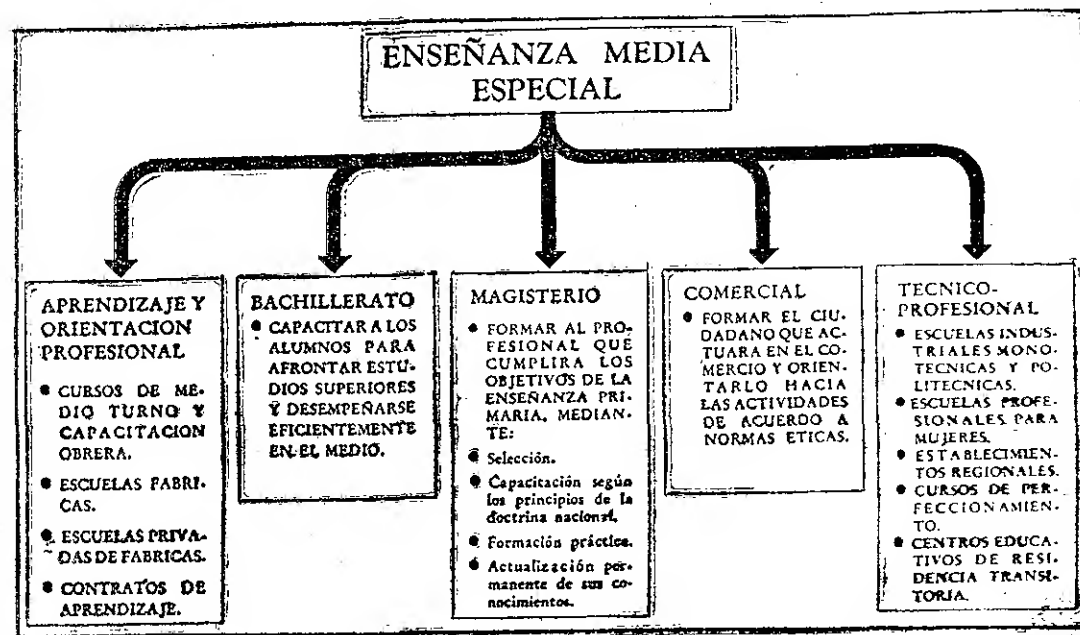 ENSEÑANZA MEDIA
ESPECIAL
APRENDIZAJE Y
ORIENTACION
PROFESIONAL
● CURSOS DE ME-
DIO TURNO Y
CAPACITACION
OBRERA.
● ESCUELAS FABRI-
CAS.
● ESCUELAS PRIVA-
DAS DE FABRICAS.
● CONTRATOS DE
APRENDIZAJE.
BACHILLERATO
● CAPACITAR A LOS
ALUMNOS PARA
AFRONTAR ESTU-
DIOS SUPERIORES
Y DESEMPEÑARSE
EFICIENTEMENTE
EN EL MEDIO.
MAGISTERIO
● FORMAR AL PRO-
FESIONAL QUE
CUMPLIRA LOS
OBJETIVOS DE LA
ENSEÑANZA PRI-
MARIA, MEDIAN-
TE:
● Selección.
● Capacitación según
los principios de la
doctrina nacional.
● Formación práctica.
● Actualización per-
manente de sus co-
nocimientos.
COMERCIAL
● FORMAR EL CIU-
DADANO QUE AC-
TUARA EN EL CO-
MERCIO Y ORIEN-
TARLO HACIA
LAS ACTIVIDADES
DE ACUERDO A
NORMAS ETICAS.
TECNICO-
PROFESIONAL
● ESCUELAS INDUS-
TRIALES MONO-
TECNICAS Y PO-
LITECNICAS.
● ESCUELAS PROFE-
SIONALES PARA
MUJERES.
● ESTABLECIMIEN-
TOS REGIONALES.
● CURSOS DE PER-
FECCIONAMIEN-
TO.
● CENTROS EDUCA-
TIVOS DE RESI-
DENCIA TRANSI-
TORIA.